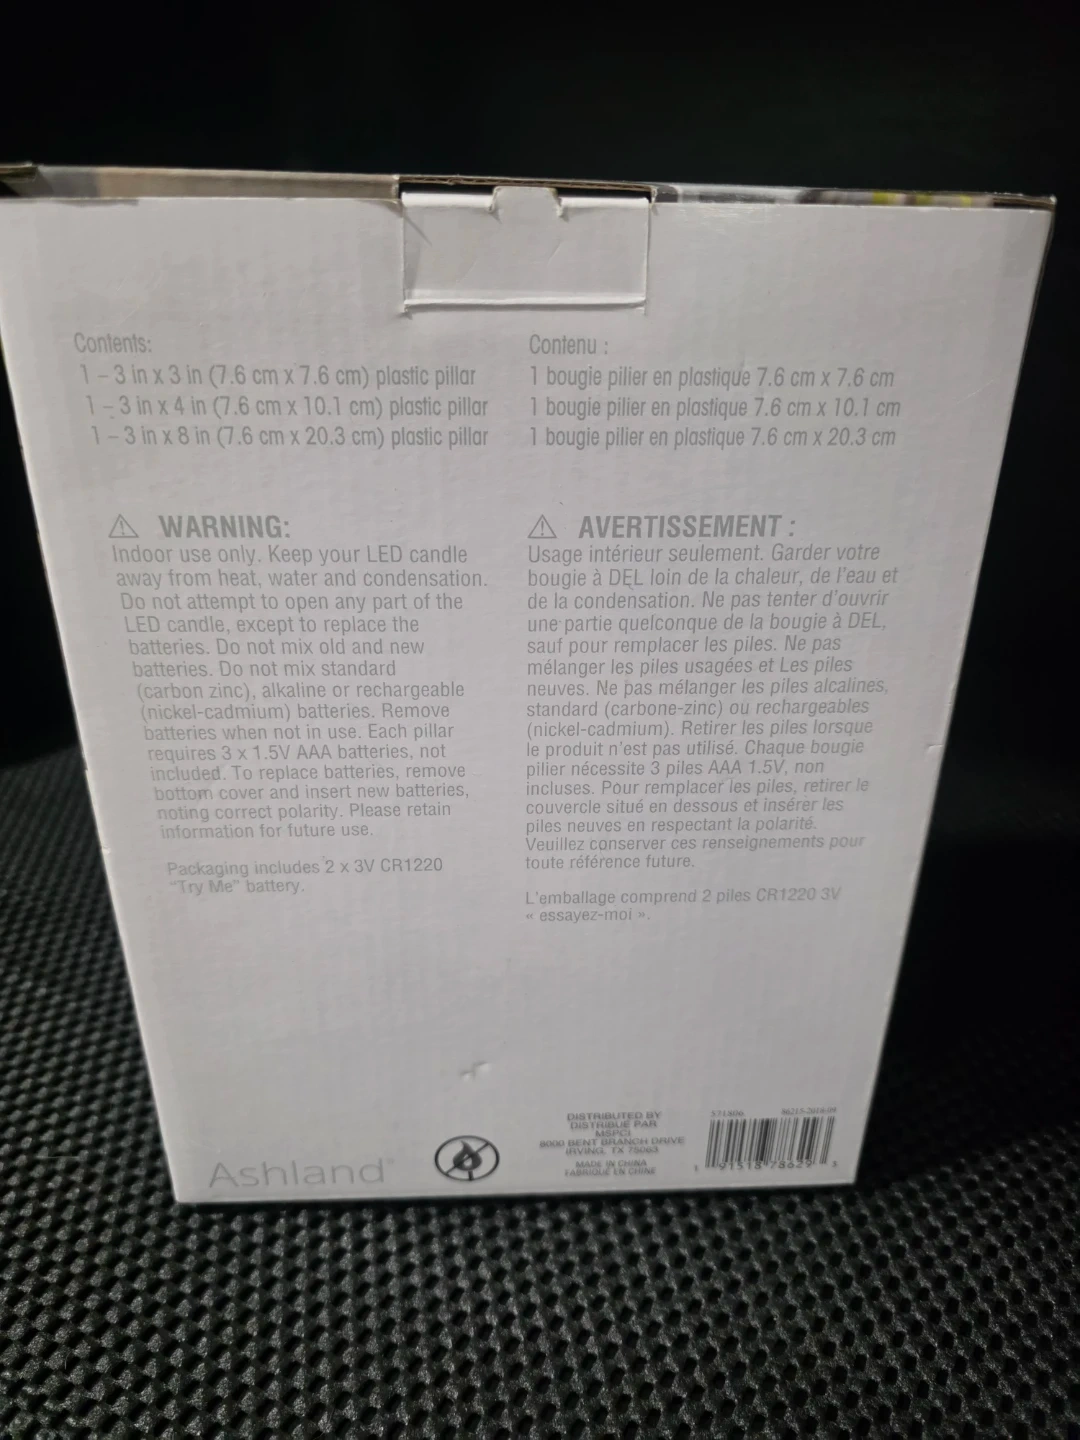 Contents:
1 – 3 in x 3 in (7.6 cm x 7.6 cm) plastic pillar
1 – 3 in x 4 in (7.6 cm x 10.1 cm) plastic pillar
1 – 3 in x 8 in (7.6 cm x 20.3 cm) plastic pillar
⚠ WARNING:
Indoor use only. Keep your LED candle
away from heat, water and condensation.
Do not attempt to open any part of the
LED candle, except to replace the
batteries. Do not mix old and new
batteries. Do not mix standard
(carbon zinc), alkaline or rechargeable
(nickel-cadmium) batteries. Remove
batteries when not in use. Each pillar
requires 3 x 1.5V AAA batteries, not
included. To replace batteries, remove
bottom cover and insert new batteries,
noting correct polarity. Please retain
information for future use.
Packaging includes 2 x 3V CR1220
"Try Me" battery.
Contenu :
1 bougie pilier en plastique 7.6 cm x 7.6 cm
1 bougie pilier en plastique 7.6 cm x 10.1 cm
1 bougie pilier en plastique 7.6 cm x 20.3 cm
⚠ AVERTISSEMENT :
Usage intérieur seulement. Garder votre
bougie à DEL loin de la chaleur, de l'eau et
de la condensation. Ne pas tenter d'ouvrir
une partie quelconque de la bougie à DEL,
sauf pour remplacer les piles. Ne pas
mélanger les piles usagées et Les piles
neuves. Ne pas mélanger les piles alcalines,
standard (carbone-zinc) ou rechargeables
(nickel-cadmium). Retirer les piles lorsque
le produit n'est pas utilisé. Chaque bougie
pilier nécessite 3 piles AAA 1.5V, non
incluses. Pour remplacer les piles, retirer le
couvercle situé en dessous et insérer les
piles neuves en respectant la polarité.
Veuillez conserver ces renseignements pour
toute référence future.
L'emballage comprend 2 piles CR1220 3V
« essayez-moi ».
Ashland
DISTRIBUTED BY
DISTRIBUÉ PAR
MSPCI
8000 BENT BRANCH DRIVE
IRVING, TX 75063
MADE IN CHINA
FABRIQUÉ EN CHINE